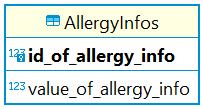 AllergyInfos
123 id_of_allergy_info
123 value_of_allergy_info